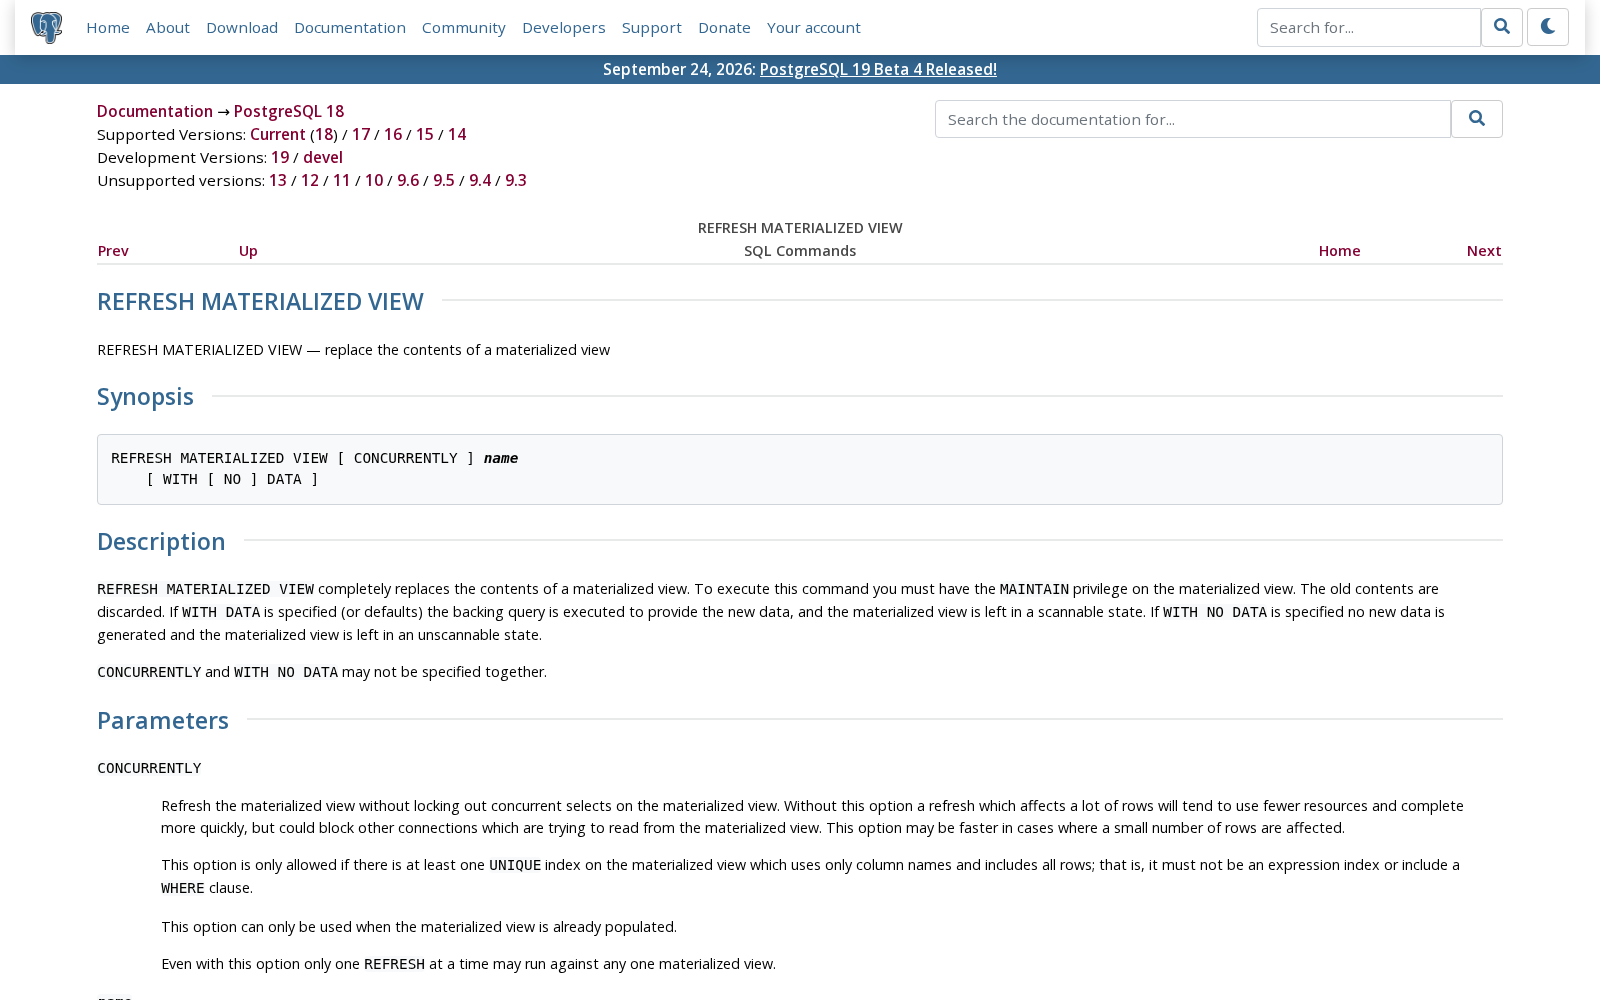 Home About Download Documentation Community Developers Support Donate Your account Search for...
September 24, 2026: PostgreSQL 19 Beta 4 Released!
Documentation → PostgreSQL 18
Supported Versions: Current (18) / 17 / 16 / 15 / 14
Development Versions: 19 / devel
Unsupported versions: 13 / 12 / 11 / 10 / 9.6 / 9.5 / 9.4 / 9.3
Search the documentation for...
REFRESH MATERIALIZED VIEW
Prev Up SQL Commands Home Next
REFRESH MATERIALIZED VIEW
REFRESH MATERIALIZED VIEW — replace the contents of a materialized view
Synopsis
REFRESH MATERIALIZED VIEW [ CONCURRENTLY ] name
[ WITH [ NO ] DATA ]
Description
REFRESH MATERIALIZED VIEW completely replaces the contents of a materialized view. To execute this command you must have the MAINTAIN privilege on the materialized view. The old contents are
discarded. If WITH DATA is specified (or defaults) the backing query is executed to provide the new data, and the materialized view is left in a scannable state. If WITH NO DATA is specified no new data is
generated and the materialized view is left in an unscannable state.
CONCURRENTLY and WITH NO DATA may not be specified together.
Parameters
CONCURRENTLY
Refresh the materialized view without locking out concurrent selects on the materialized view. Without this option a refresh which affects a lot of rows will tend to use fewer resources and complete
more quickly, but could block other connections which are trying to read from the materialized view. This option may be faster in cases where a small number of rows are affected.
This option is only allowed if there is at least one UNIQUE index on the materialized view which uses only column names and includes all rows; that is, it must not be an expression index or include a
WHERE clause.
This option can only be used when the materialized view is already populated.
Even with this option only one REFRESH at a time may run against any one materialized view.